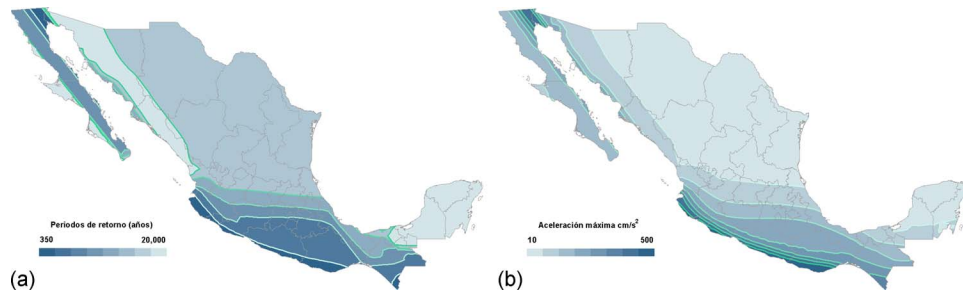 Períodos de retorno (años)
350 20,000
(a)
Aceleración máxima cm/s²
10 500
(b)